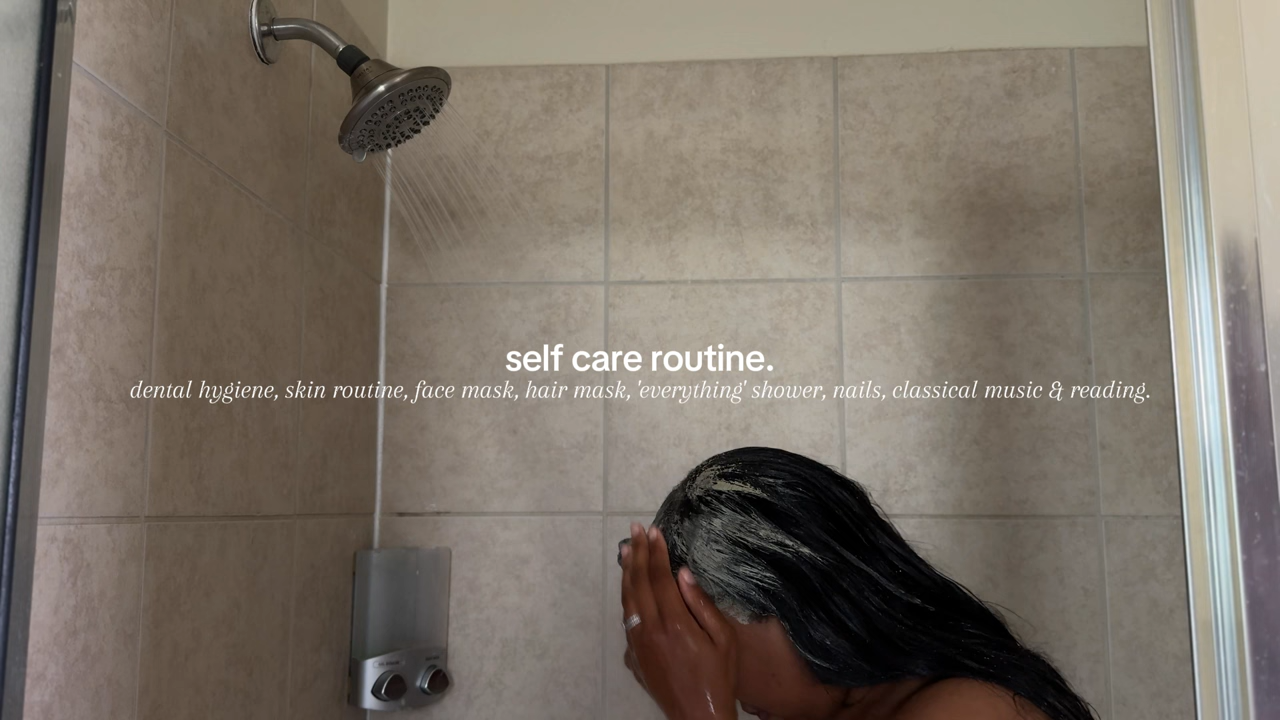 self care routine.
dental hygiene, skin routine, face mask, hair mask, 'everything' shower, nails, classical music & reading.